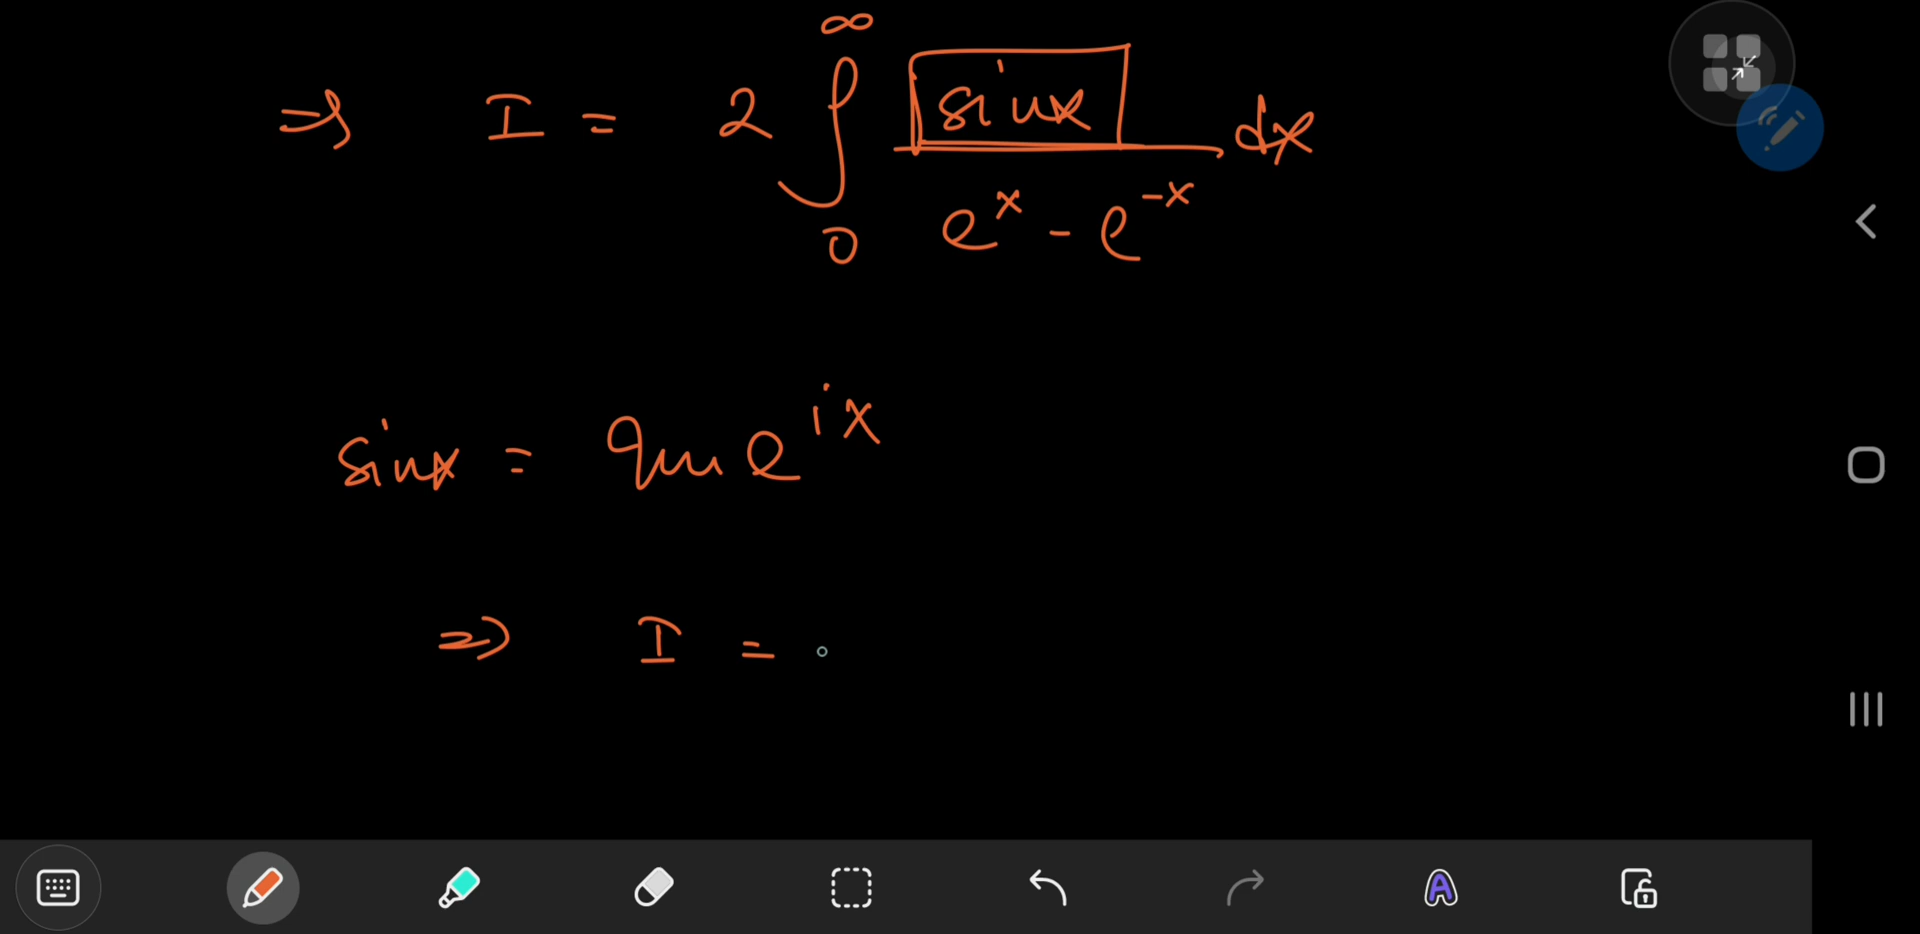 ⇒ I = 2 ∫₀^∞ sinx / (e^x - e^-x) dx
sinx = Im e^ix
⇒ I =